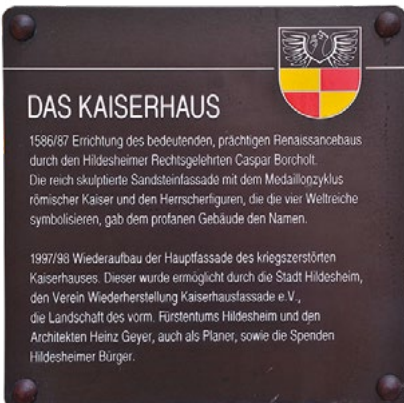 DAS KAISERHAUS
1586/87 Errichtung des bedeutenden, prächtigen Renaissancebaus
durch den Hildesheimer Rechtsgelehrten Caspar Borcholt.
Die reich skulptierte Sandsteinfassade mit dem Medaillonzyklus
römischer Kaiser und den Herrscherfiguren, die die vier Weltreiche
symbolisieren, gab dem profanen Gebäude den Namen.
1997/98 Wiederaufbau der Hauptfassade des kriegszerstörten
Kaiserhauses. Dieser wurde ermöglicht durch die Stadt Hildesheim,
den Verein Wiederherstellung Kaiserhausfassade e.V.,
die Landschaft des vorm. Fürstentums Hildesheim und den
Architekten Heinz Geyer, auch als Planer, sowie die Spenden
Hildesheimer Bürger.